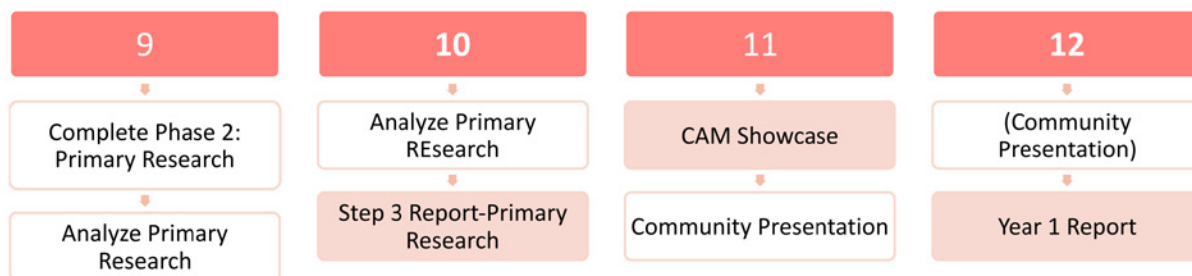 9
Complete Phase 2:
Primary Research
Analyze Primary
Research
10
Analyze Primary
REsearch
Step 3 Report-Primary
Research
11
CAM Showcase
Community Presentation
12
(Community
Presentation)
Year 1 Report